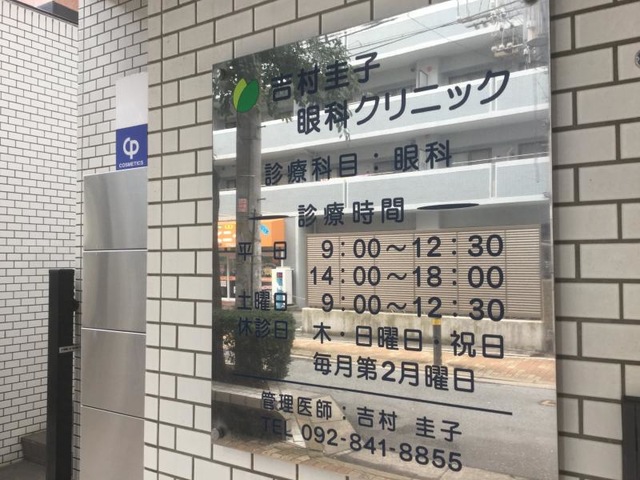 吉村圭子
眼科クリニック
診療科目：眼科
診療時間
平　日　9：00～12：30
14：00～18：00
土曜日　9：00～12：30
休診日　木・日曜日・祝日
毎月第2月曜日
管理医師：吉村　圭子
TEL 092-841-8855
CP
COSMETICS